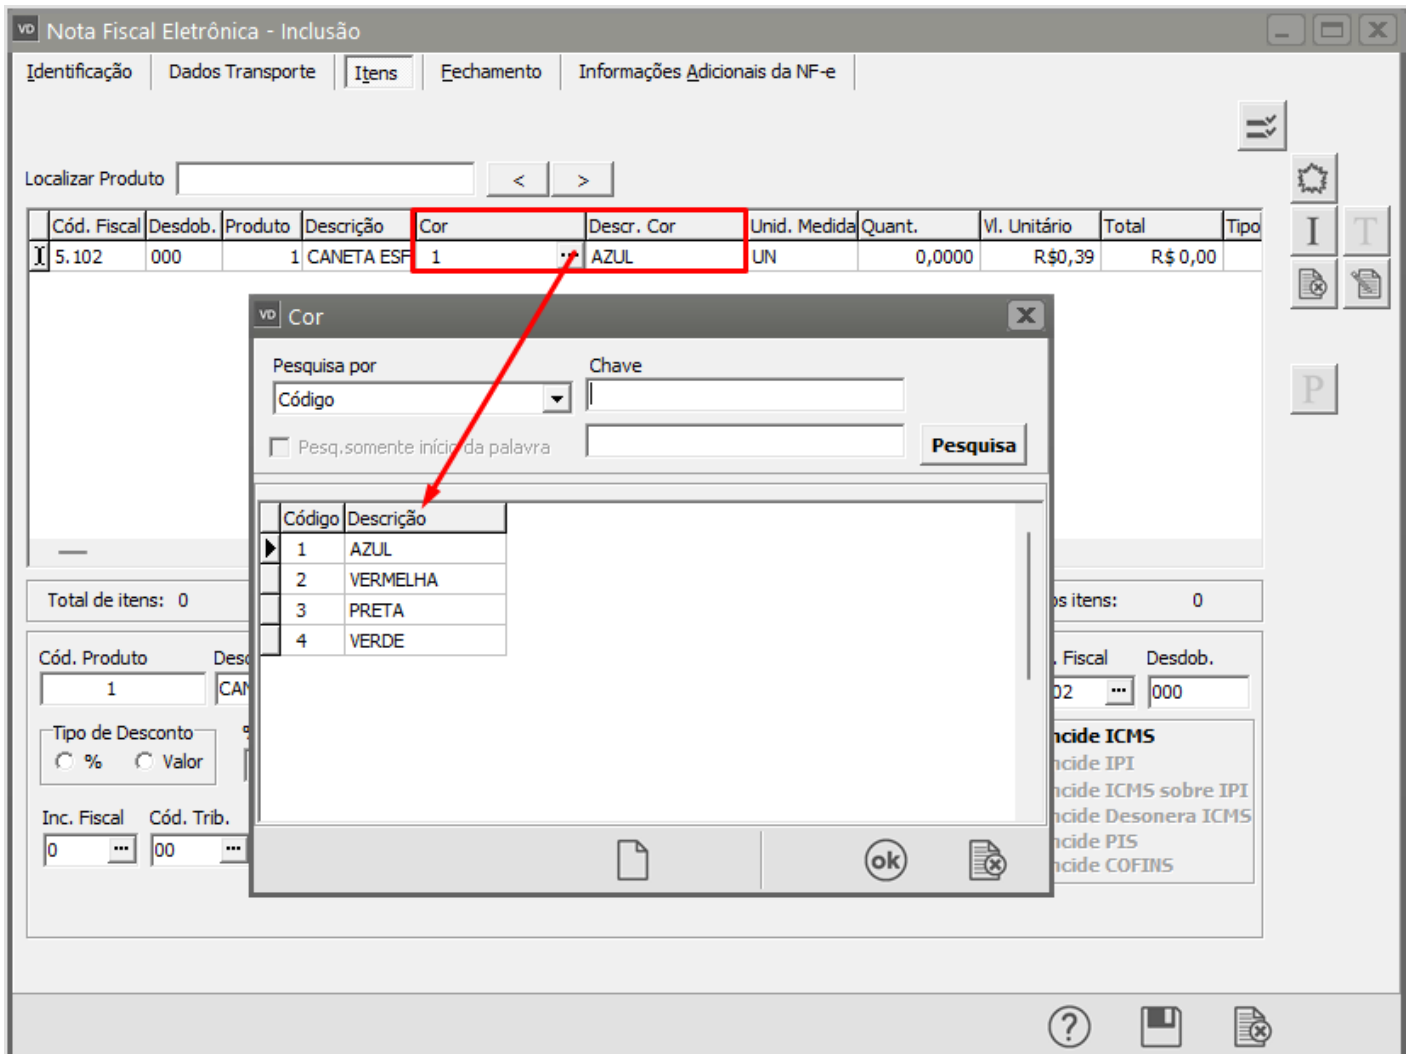 VD Nota Fiscal Eletrônica - Inclusão
Identificação Dados Transporte Itens Fechamento Informações Adicionais da NF-e
Localizar Produto < >
Cód. Fiscal Desdob. Produto Descrição Cor Descr. Cor Unid. Medida Quant. Vl. Unitário Total Tipo
5.102 000 1 CANETA ESF 1 ... AZUL UN 0,0000 R$0,39 R$ 0,00
I T
VD Cor
Pesquisa por Chave
Código
P
Pesq.somente início da palavra Pesquisa
Código Descrição
1 AZUL
2 VERMELHA
3 PRETA
4 VERDE
Total de itens: 0 os itens: 0
Cód. Produto Desc . Fiscal Desdob.
1 CAN 02 ... 000
Tipo de Desconto %
% Valor
ncide ICMS
ncide IPI
ncide ICMS sobre IPI
ncide Desonera ICMS
ncide PIS
ncide COFINS
Inc. Fiscal Cód. Trib.
0 ... 00 ...
ok
?